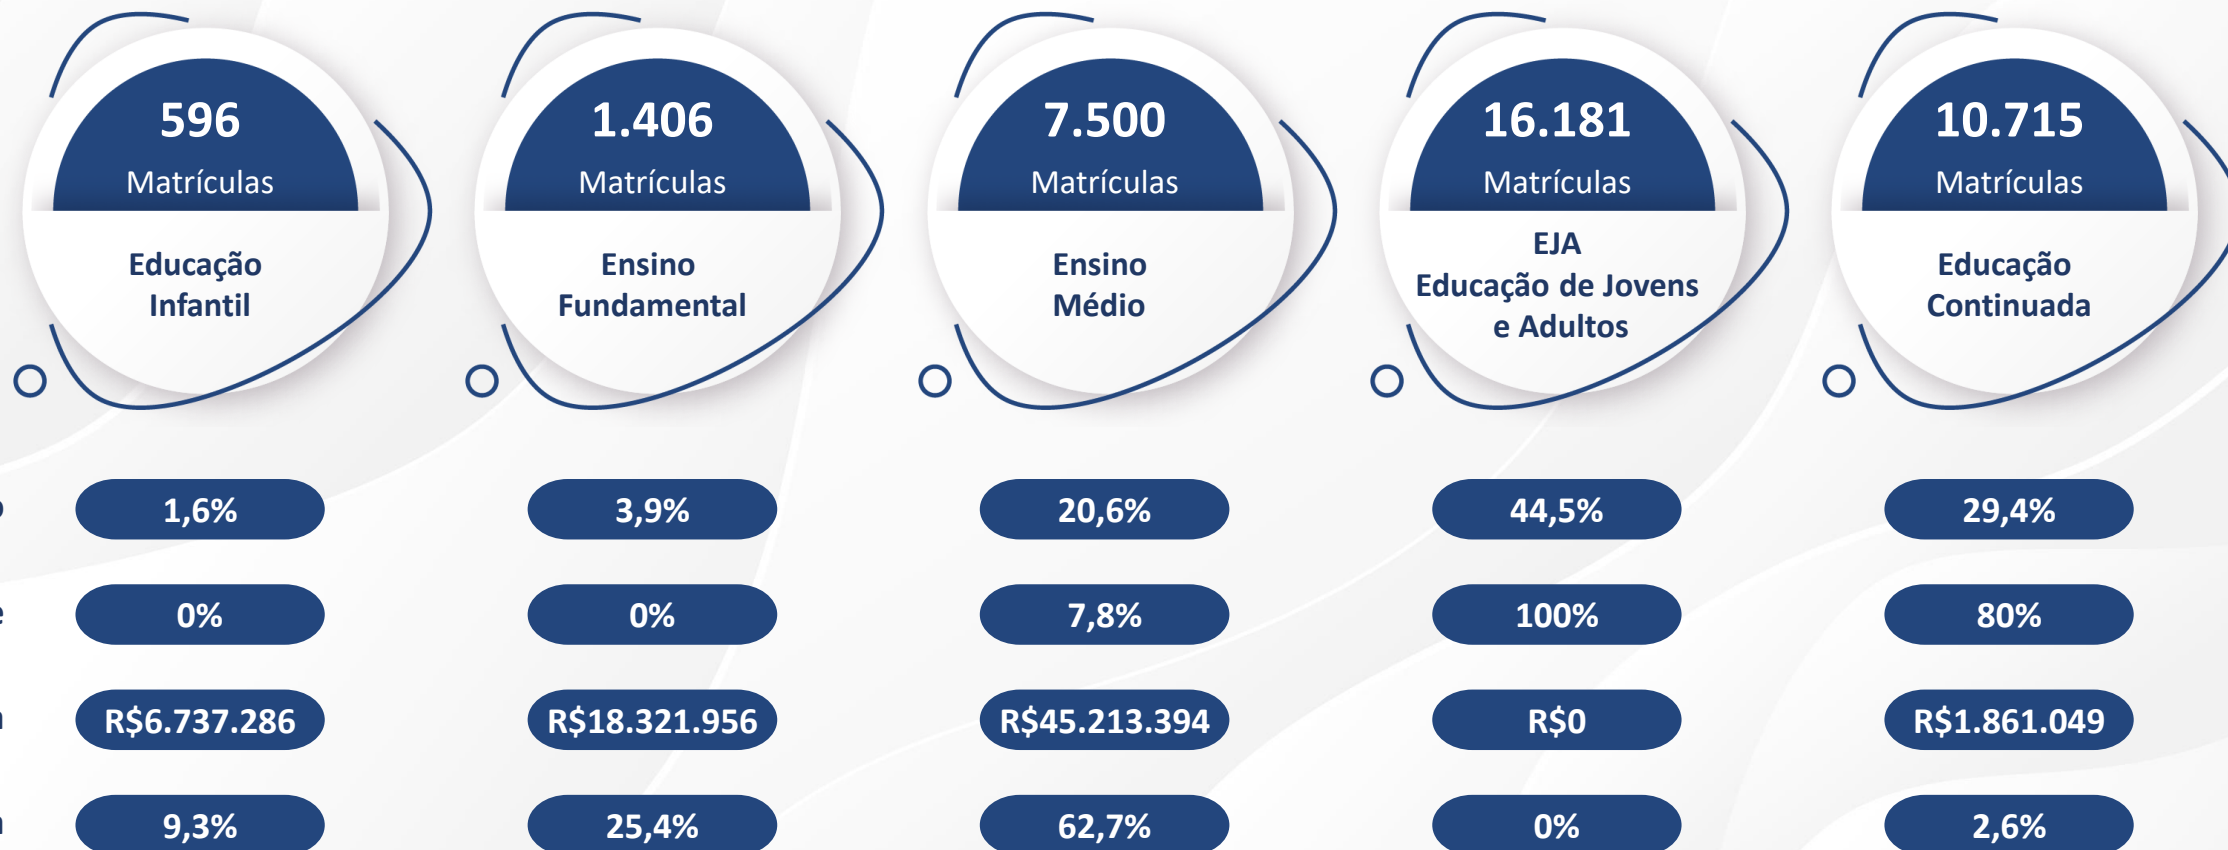 596
Matrículas
Educação
Infantil
1.406
Matrículas
Ensino
Fundamental
7.500
Matrículas
Ensino
Médio
16.181
Matrículas
EJA
Educação de Jovens
e Adultos
10.715
Matrículas
Educação
Continuada
1,6% 3,9% 20,6% 44,5% 29,4%
0% 0% 7,8% 100% 80%
R$6.737.286 R$18.321.956 R$45.213.394 R$0 R$1.861.049
9,3% 25,4% 62,7% 0% 2,6%